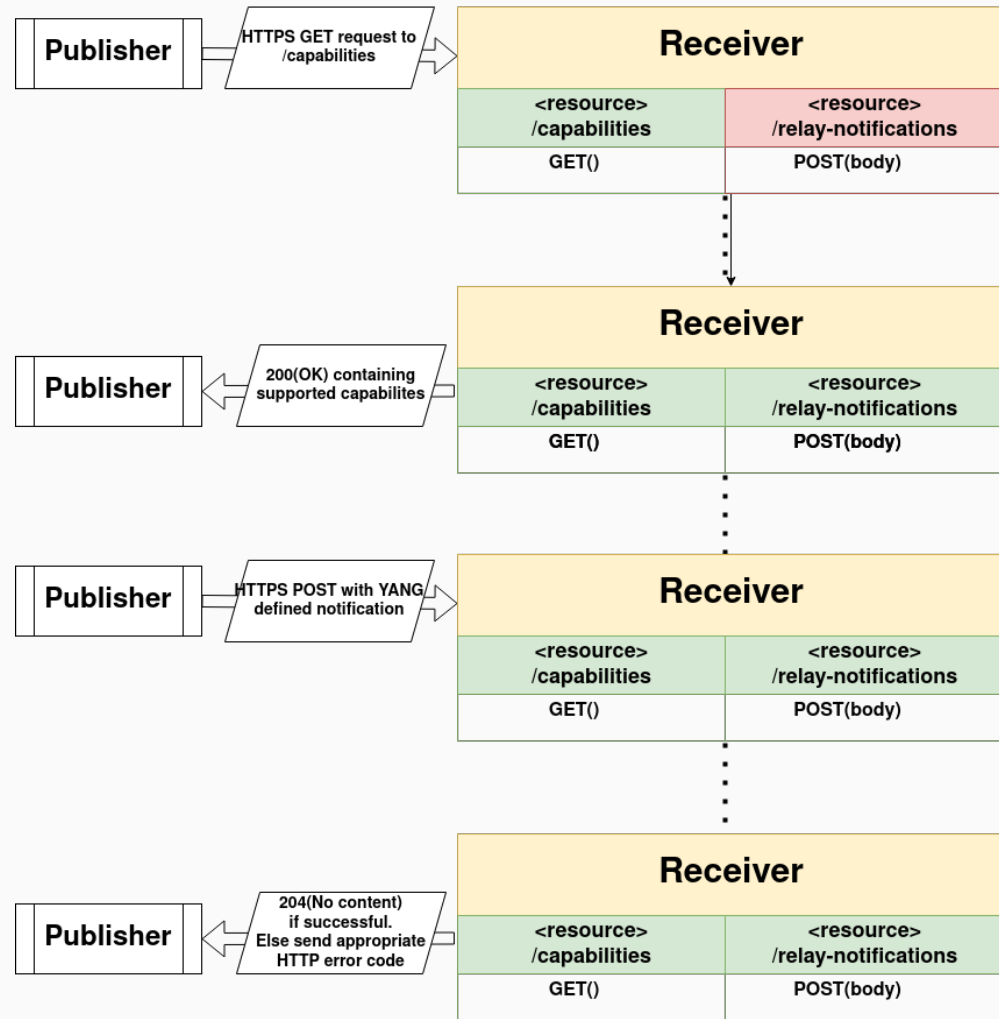 Publisher
HTTPS GET request to
/capabilities
Receiver
<resource>
/capabilities
<resource>
/relay-notifications
GET()
POST(body)
Publisher
200(OK) containing
supported capabilites
Receiver
<resource>
/capabilities
<resource>
/relay-notifications
GET()
POST(body)
Publisher
HTTPS POST with YANG
defined notification
Receiver
<resource>
/capabilities
<resource>
/relay-notifications
GET()
POST(body)
Publisher
204(No content)
if successful.
Else send appropriate
HTTP error code
Receiver
<resource>
/capabilities
<resource>
/relay-notifications
GET()
POST(body)